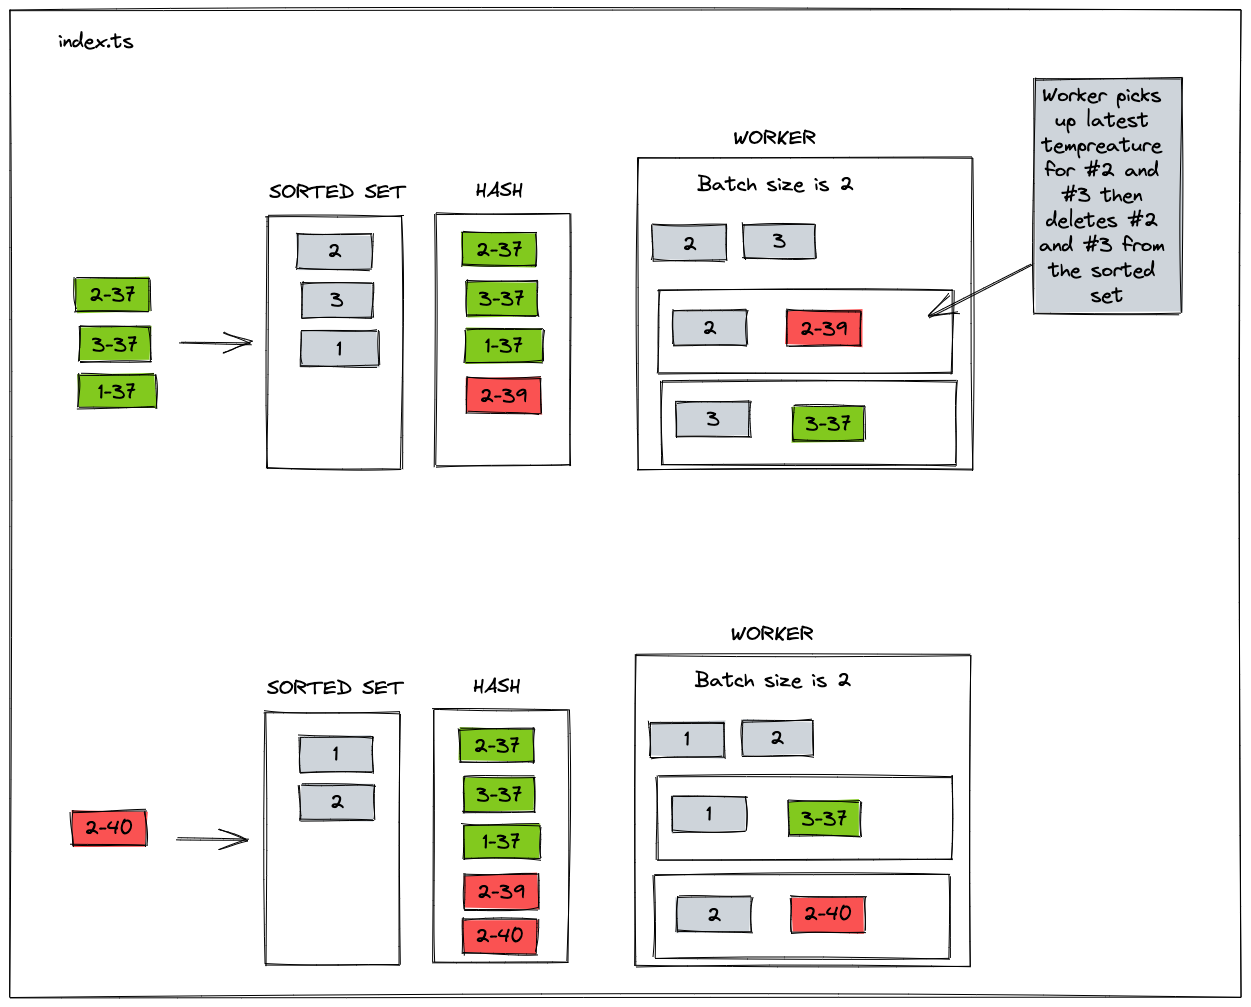 index.ts
Worker picks
up latest
tempreature
for #2 and
#3 then
deletes #2
and #3 from
the sorted
set
WORKER
SORTED SET
HASH
Batch size is 2
2-37
3-37
1-37
2
3
1
2-37
3-37
1-37
2-39
2
3
2
2-39
3
3-37
WORKER
SORTED SET
HASH
Batch size is 2
2-40
1
2
2-37
3-37
1-37
2-39
2-40
1
2
1
3-37
2
2-40